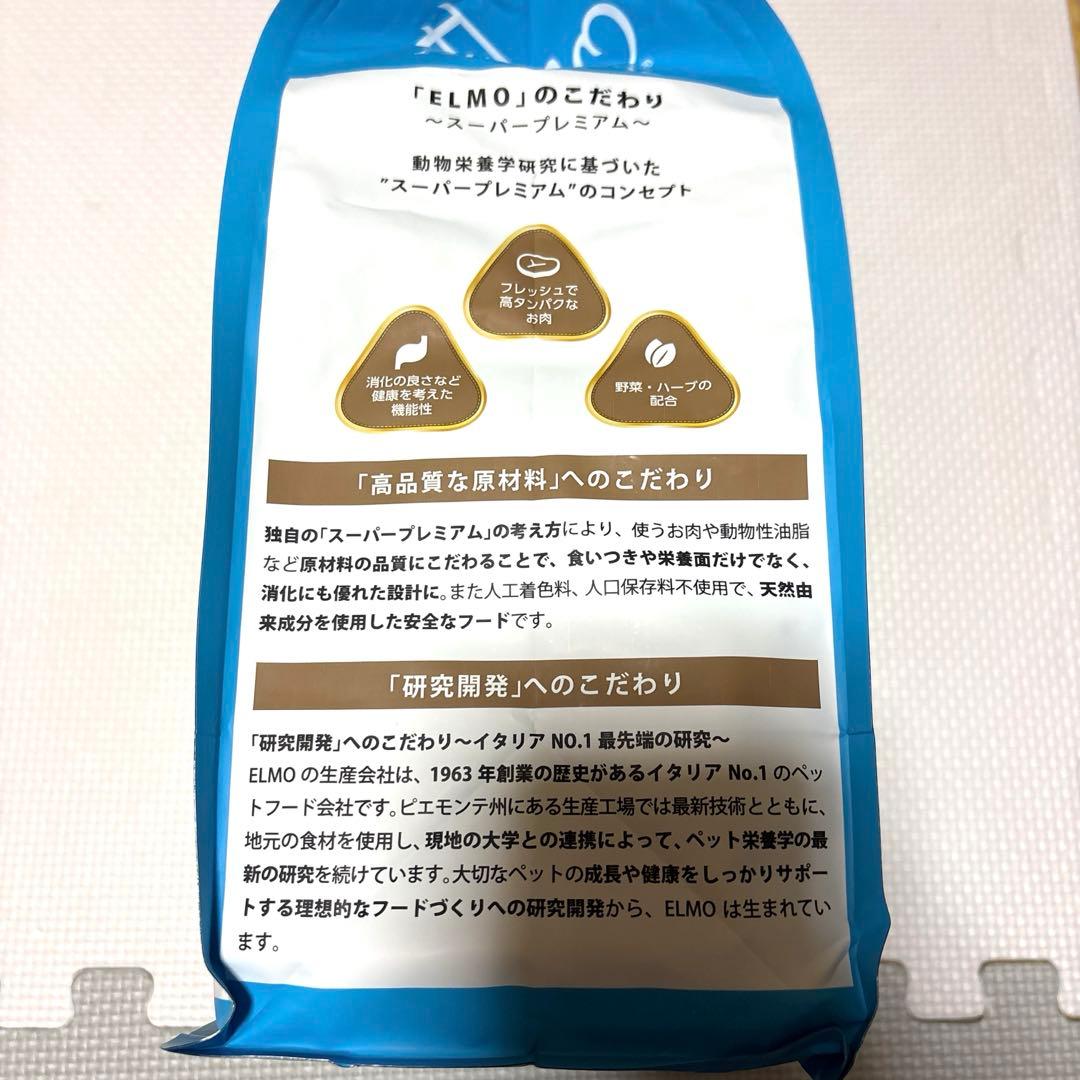 「ELMO」のこだわり
〜スーパープレミアム〜
動物栄養学研究に基づいた
"スーパープレミアム"のコンセプト
フレッシュで
高タンパクな
お肉
消化の良さなど
健康を考えた
機能性
野菜・ハーブの
配合
「高品質な原材料」へのこだわり
独自の「スーパープレミアム」の考え方により、使うお肉や動物性油脂
など原材料の品質にこだわることで、食いつきや栄養面だけでなく、
消化にも優れた設計に。また人工着色料、人口保存料不使用で、天然由
来成分を使用した安全なフードです。
「研究開発」へのこだわり
「研究開発」へのこだわり〜イタリア NO.1 最先端の研究〜
ELMO の生産会社は、1963 年創業の歴史があるイタリア No.1 のペッ
トフード会社です。ピエモンテ州にある生産工場では最新技術とともに、
地元の食材を使用し、現地の大学との連携によって、ペット栄養学の最
新の研究を続けています。大切なペットの成長や健康をしっかりサポー
トする理想的なフードづくりへの研究開発から、ELMO は生まれてい
ます。